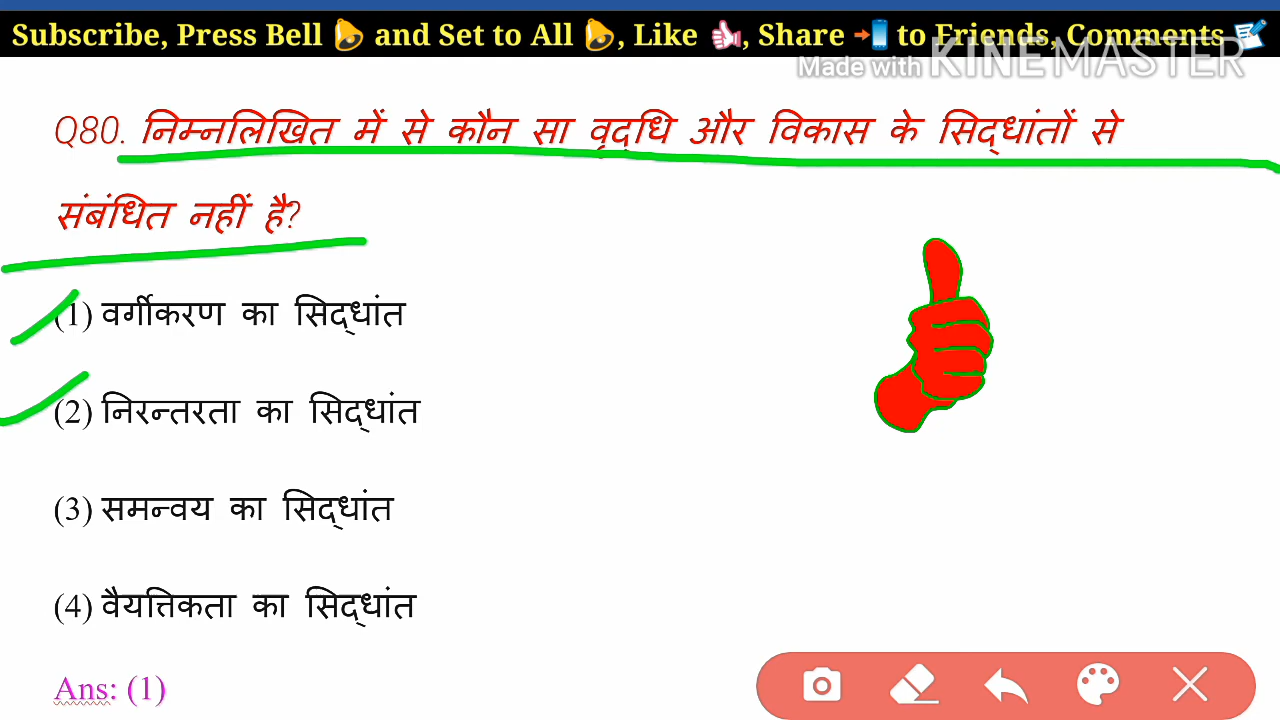 Subscribe, Press Bell and Set to All, Like, Share to Friends, Comments
Made with KINEMASTER
Q80. निम्नलिखित में से कौन सा वृद्धि और विकास के सिद्धांतों से
संबंधित नहीं है?
(1) वर्गीकरण का सिद्धांत
(2) निरन्तरता का सिद्धांत
(3) समन्वय का सिद्धांत
(4) वैयत्तिकता का सिद्धांत
Ans: (1)